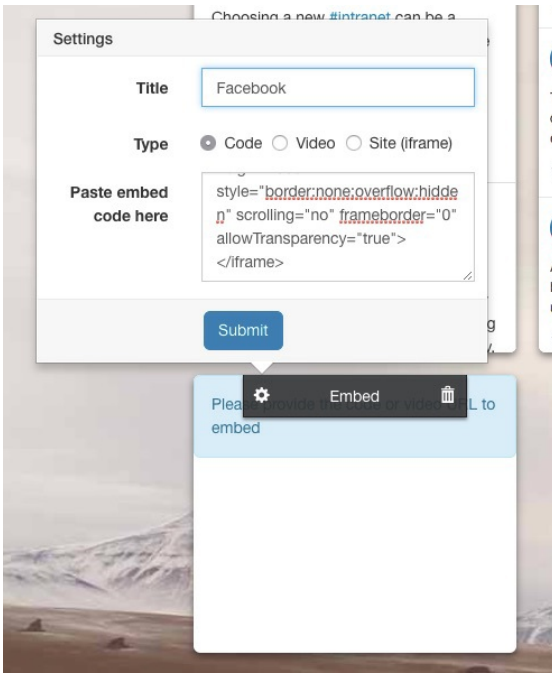 Choosing a new #intranet can be a
Settings
Title
Facebook
Type
Code
Video
Site (iframe)
Paste embed
code here
style="border:none;overflow:hidde
n" scrolling="no" frameborder="0"
allowTransparency="true">
</iframe>
Submit
Embed
Please provide the code or video URL to
embed